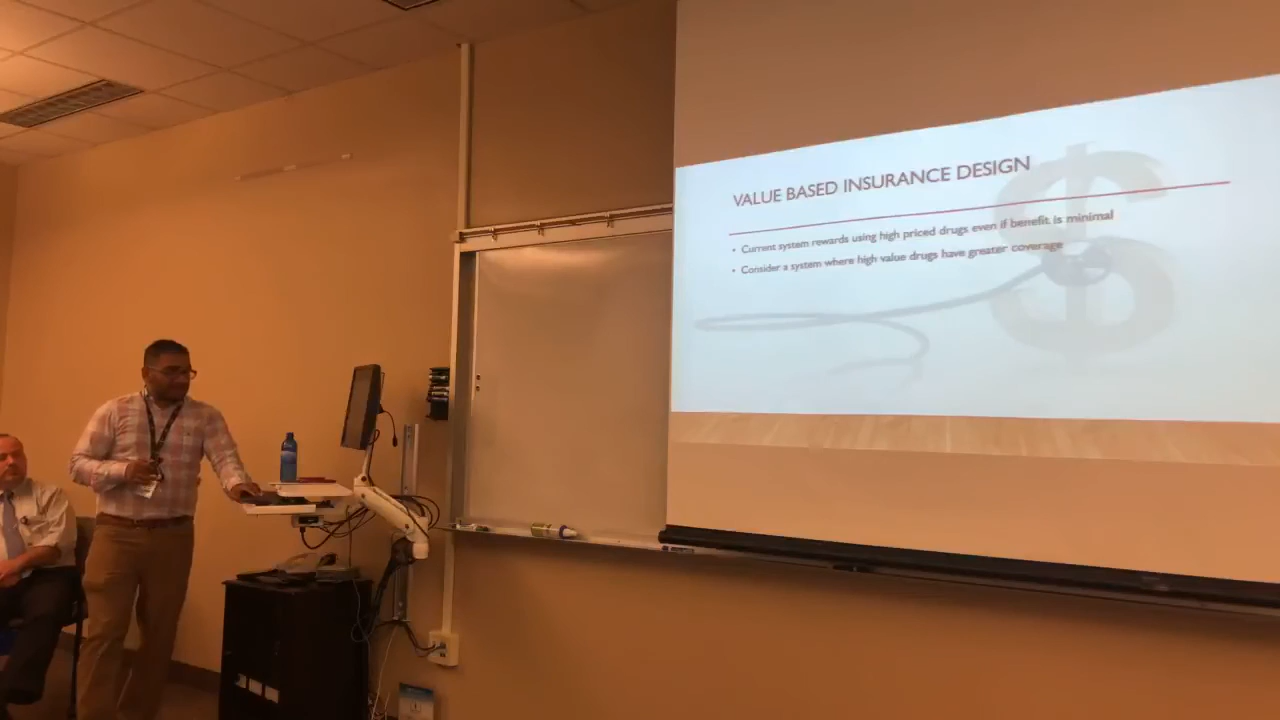 VALUE BASED INSURANCE DESIGN
• Current system rewards using high priced drugs even if benefit is minimal
• Consider a system where high value drugs have greater coverage